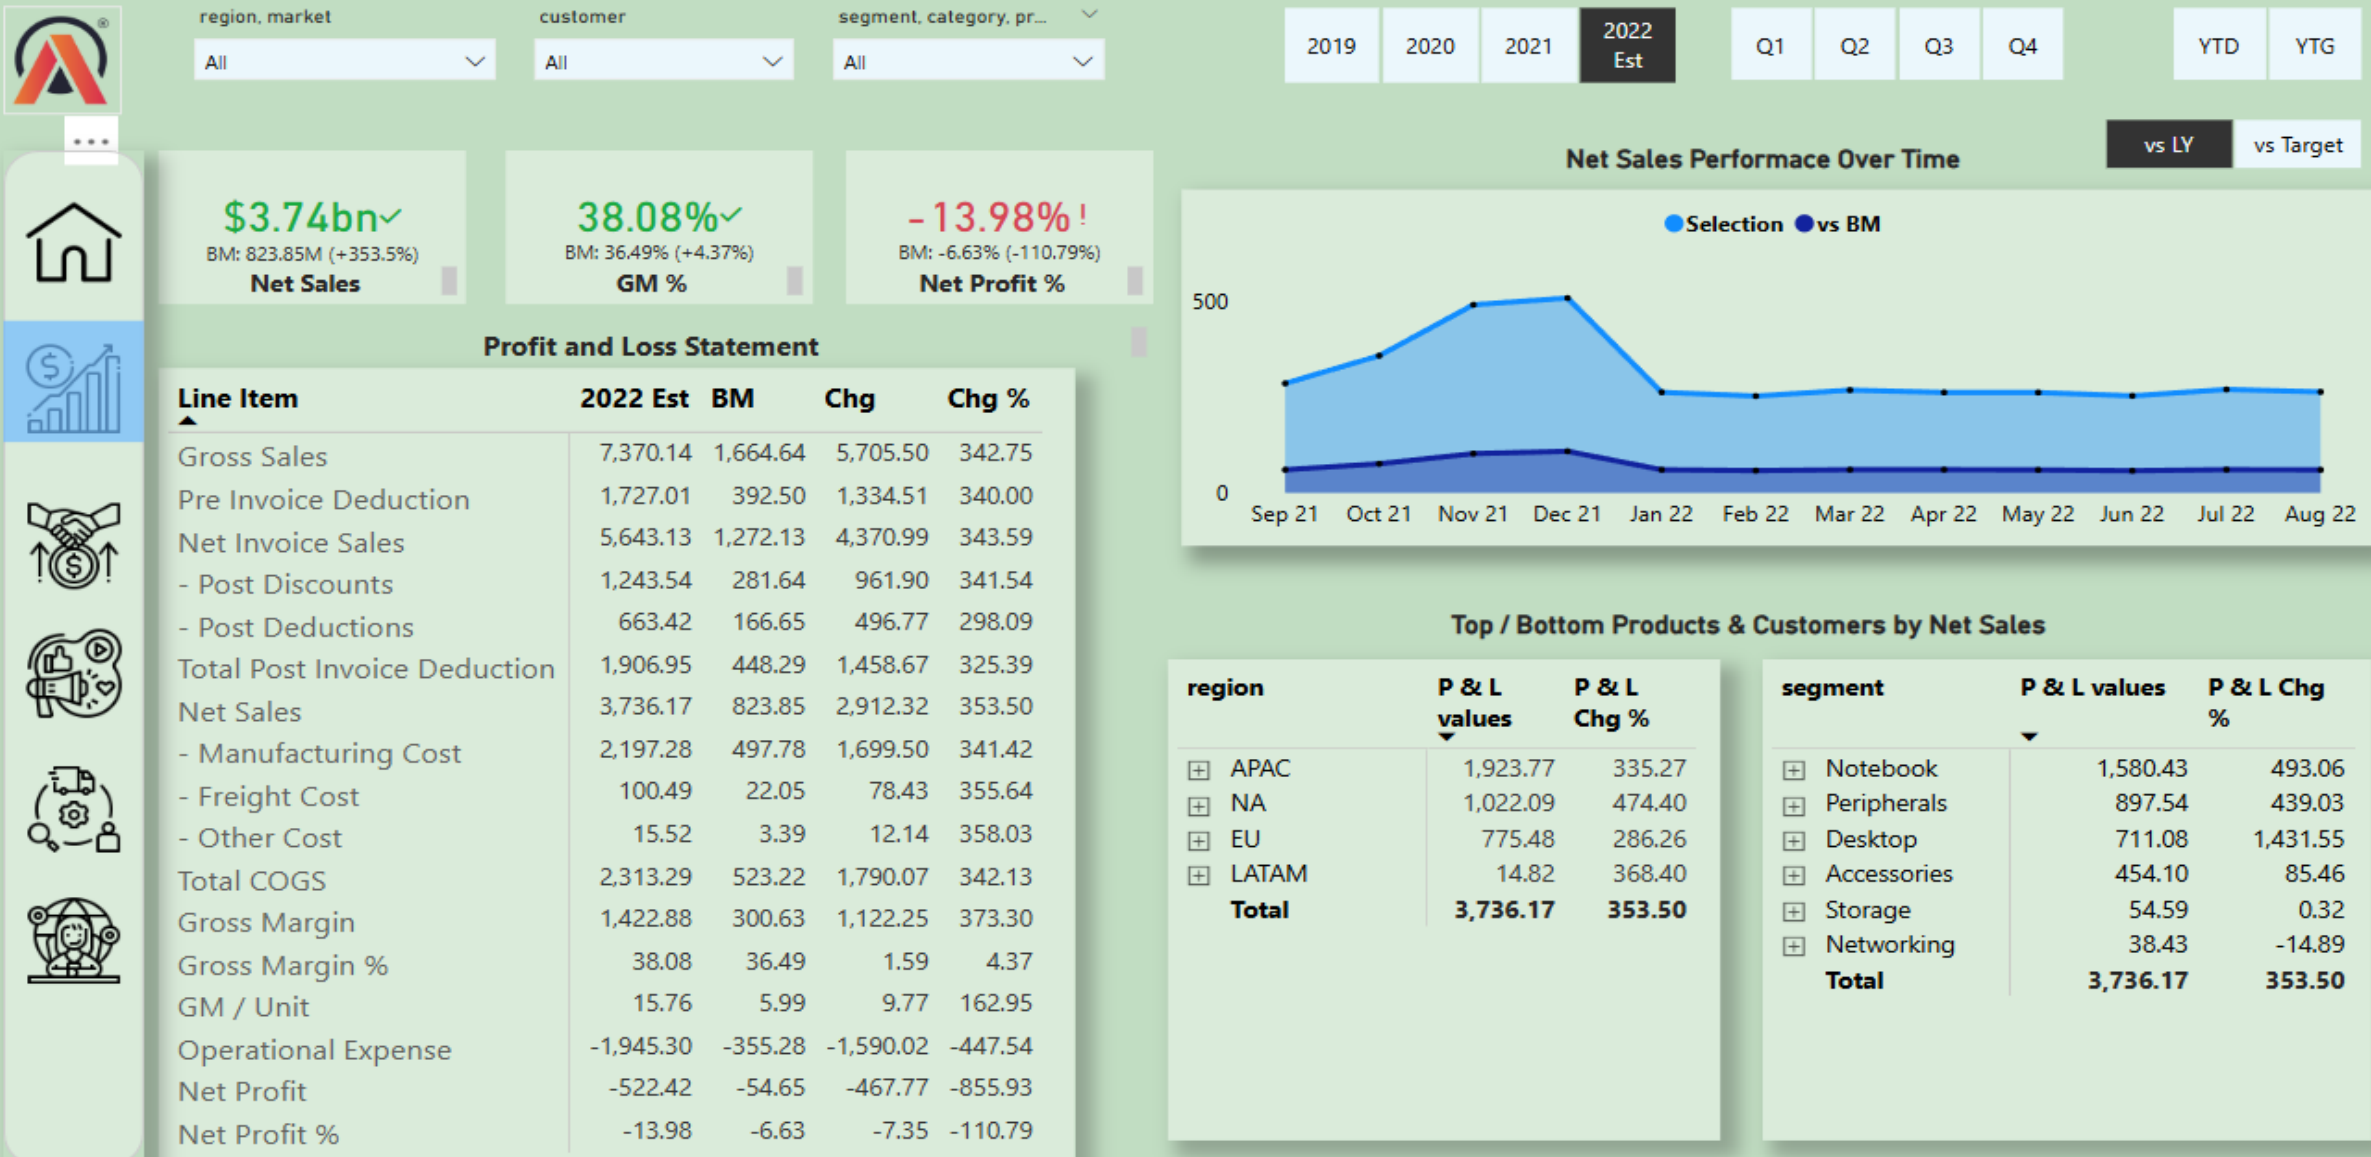 region, market
customer
segment, category, pr...
All
All
All
2019
2020
2021
2022 Est
Q1
Q2
Q3
Q4
YTD
YTG
vs LY
vs Target
$3.74bn
BM: 823.85M (+353.5%)
Net Sales
38.08%
BM: 36.49% (+4.37%)
GM %
-13.98% !
BM: -6.63% (-110.79%)
Net Profit %
Profit and Loss Statement
Line Item 2022 Est BM Chg Chg %
Gross Sales 7,370.14 1,664.64 5,705.50 342.75
Pre Invoice Deduction 1,727.01 392.50 1,334.51 340.00
Net Invoice Sales 5,643.13 1,272.13 4,370.99 343.59
- Post Discounts 1,243.54 281.64 961.90 341.54
- Post Deductions 663.42 166.65 496.77 298.09
Total Post Invoice Deduction 1,906.95 448.29 1,458.67 325.39
Net Sales 3,736.17 823.85 2,912.32 353.50
- Manufacturing Cost 2,197.28 497.78 1,699.50 341.42
- Freight Cost 100.49 22.05 78.43 355.64
- Other Cost 15.52 3.39 12.14 358.03
Total COGS 2,313.29 523.22 1,790.07 342.13
Gross Margin 1,422.88 300.63 1,122.25 373.30
Gross Margin % 38.08 36.49 1.59 4.37
GM / Unit 15.76 5.99 9.77 162.95
Operational Expense -1,945.30 -355.28 -1,590.02 -447.54
Net Profit -522.42 -54.65 -467.77 -855.93
Net Profit % -13.98 -6.63 -7.35 -110.79
Net Sales Performace Over Time
Selection vs BM
500
0
Sep 21 Oct 21 Nov 21 Dec 21 Jan 22 Feb 22 Mar 22 Apr 22 May 22 Jun 22 Jul 22 Aug 22
Top / Bottom Products & Customers by Net Sales
region P & L values P & L Chg %
APAC 1,923.77 335.27
NA 1,022.09 474.40
EU 775.48 286.26
LATAM 14.82 368.40
Total 3,736.17 353.50
segment P & L values P & L Chg %
Notebook 1,580.43 493.06
Peripherals 897.54 439.03
Desktop 711.08 1,431.55
Accessories 454.10 85.46
Storage 54.59 0.32
Networking 38.43 -14.89
Total 3,736.17 353.50